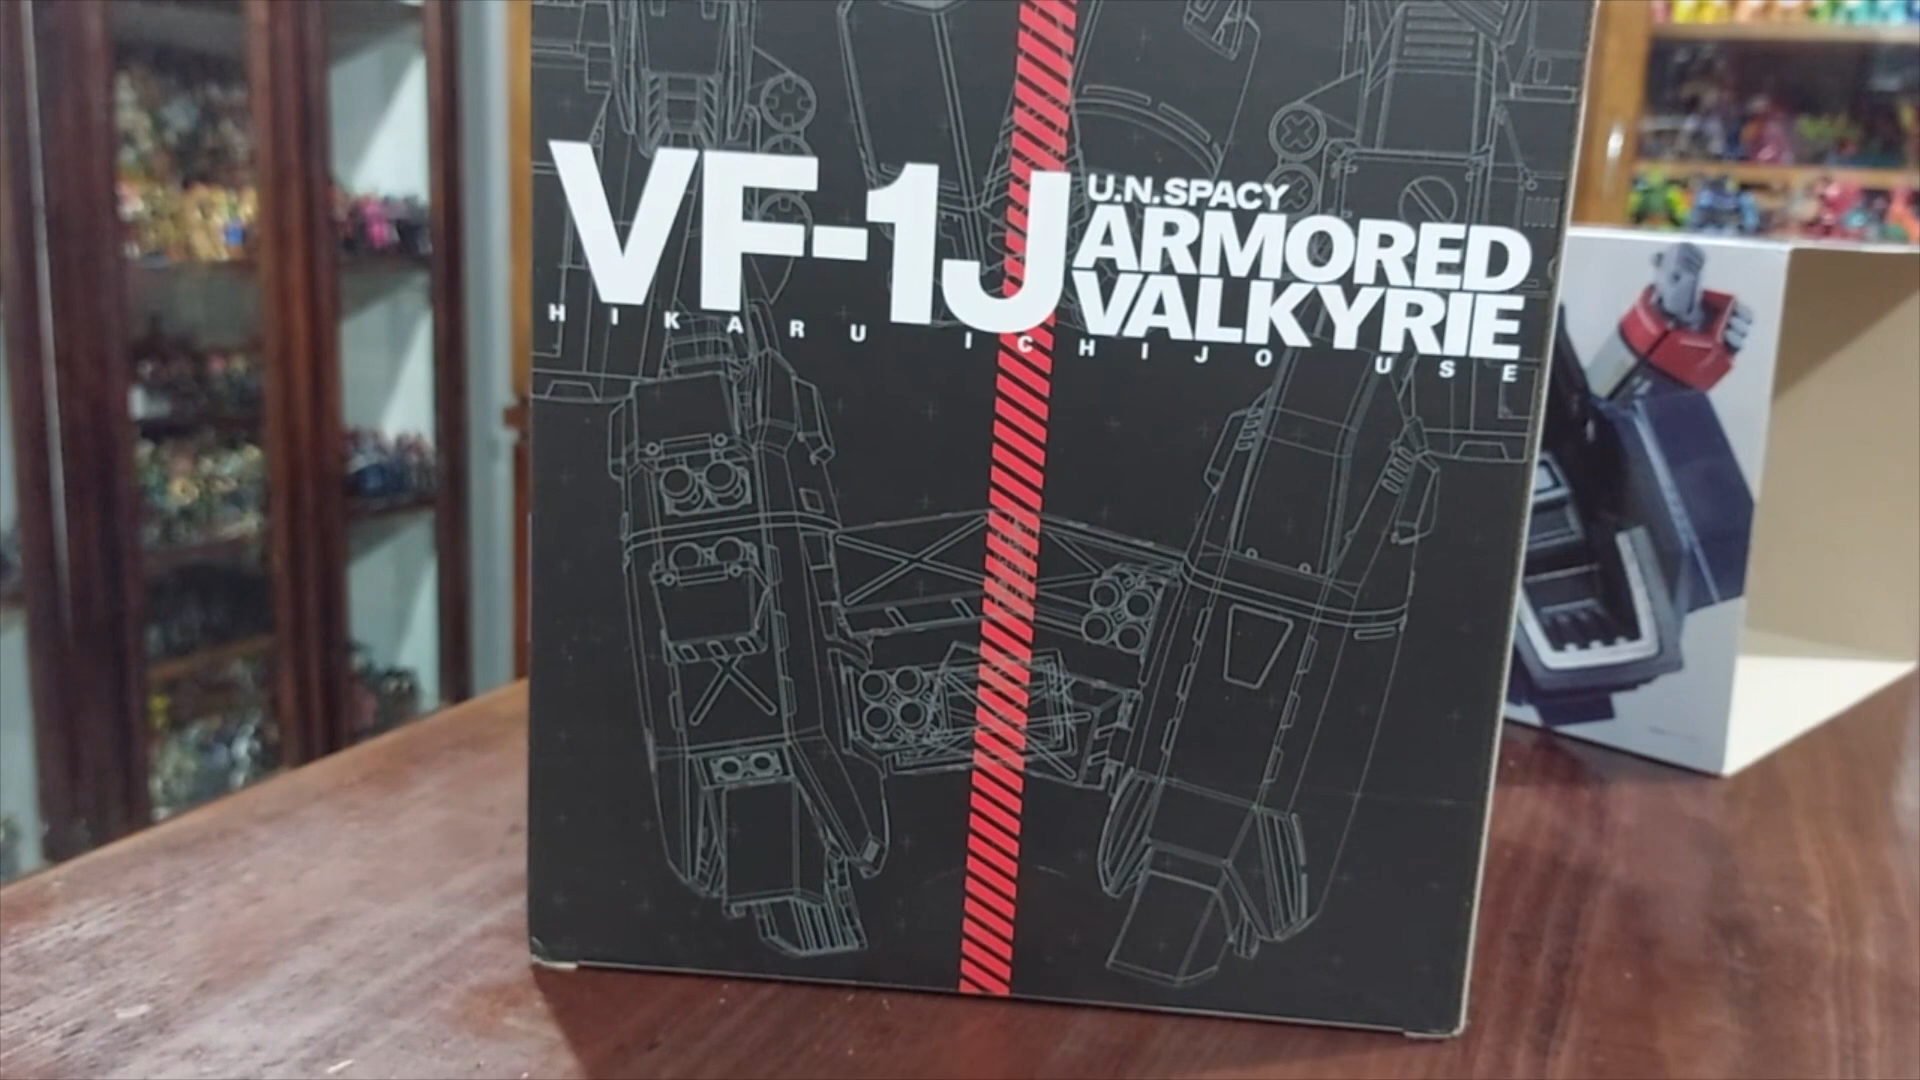 VF-1J
U.N.SPACY
ARMORED
VALKYRIE
HIKARU ICHIJO USE